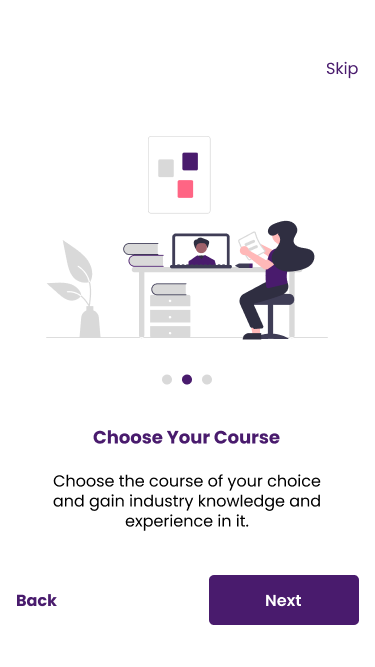 Skip
Choose Your Course
Choose the course of your choice
and gain industry knowledge and
experience in it.
Back
Next